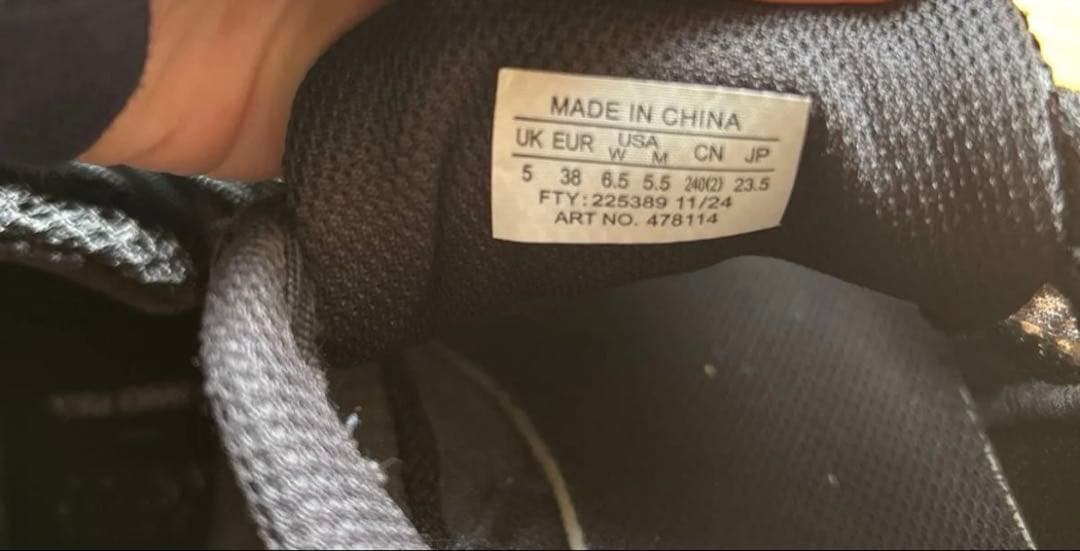 MADE IN CHINA
UK EUR USA W M CN JP
5 38 6.5 5.5 240(2) 23.5
FTY: 225389 11/24
ART NO. 478114